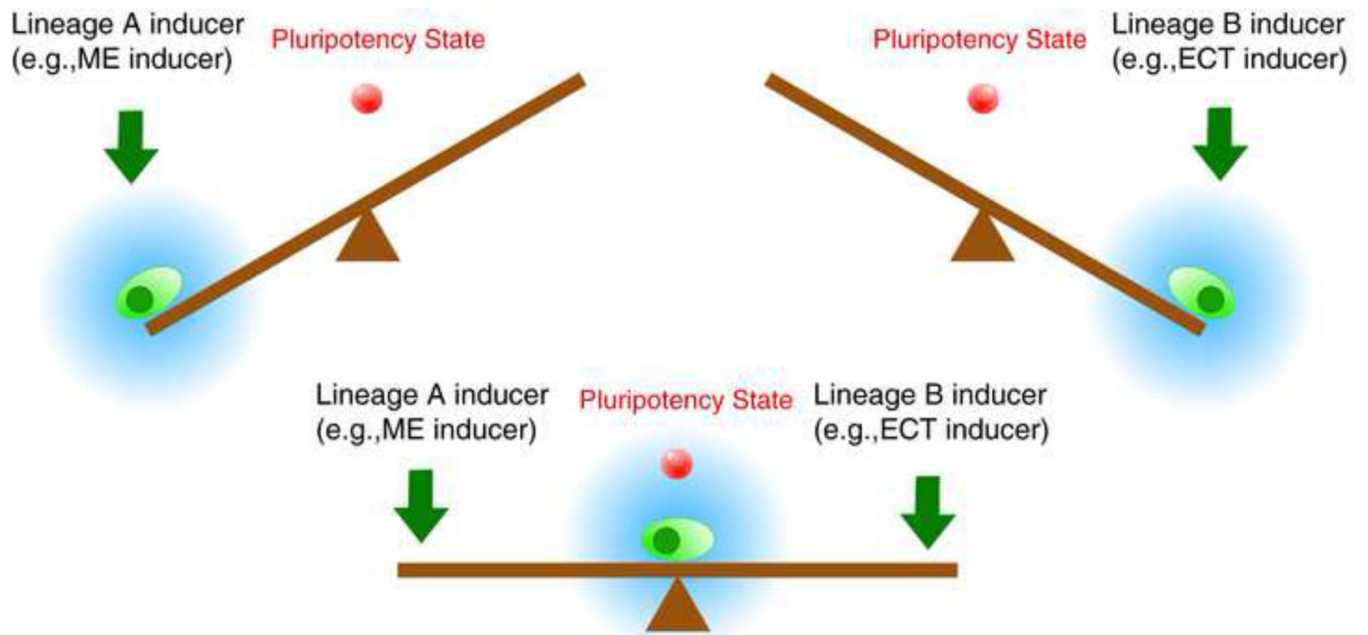 Lineage A inducer
(e.g.,ME inducer)
Pluripotency State
Pluripotency State
Lineage B inducer
(e.g.,ECT inducer)
Lineage A inducer
(e.g.,ME inducer)
Pluripotency State
Lineage B inducer
(e.g.,ECT inducer)